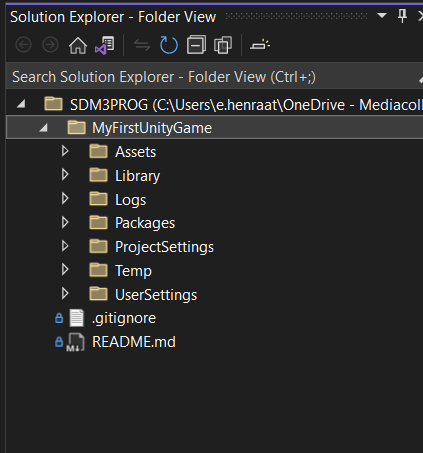 Solution Explorer - Folder View
Search Solution Explorer - Folder View (Ctrl+;)
SDM3PROG (C:\Users\e.henraat\OneDrive - Mediacoll
MyFirstUnityGame
Assets
Library
Logs
Packages
ProjectSettings
Temp
UserSettings
.gitignore
M↓ README.md